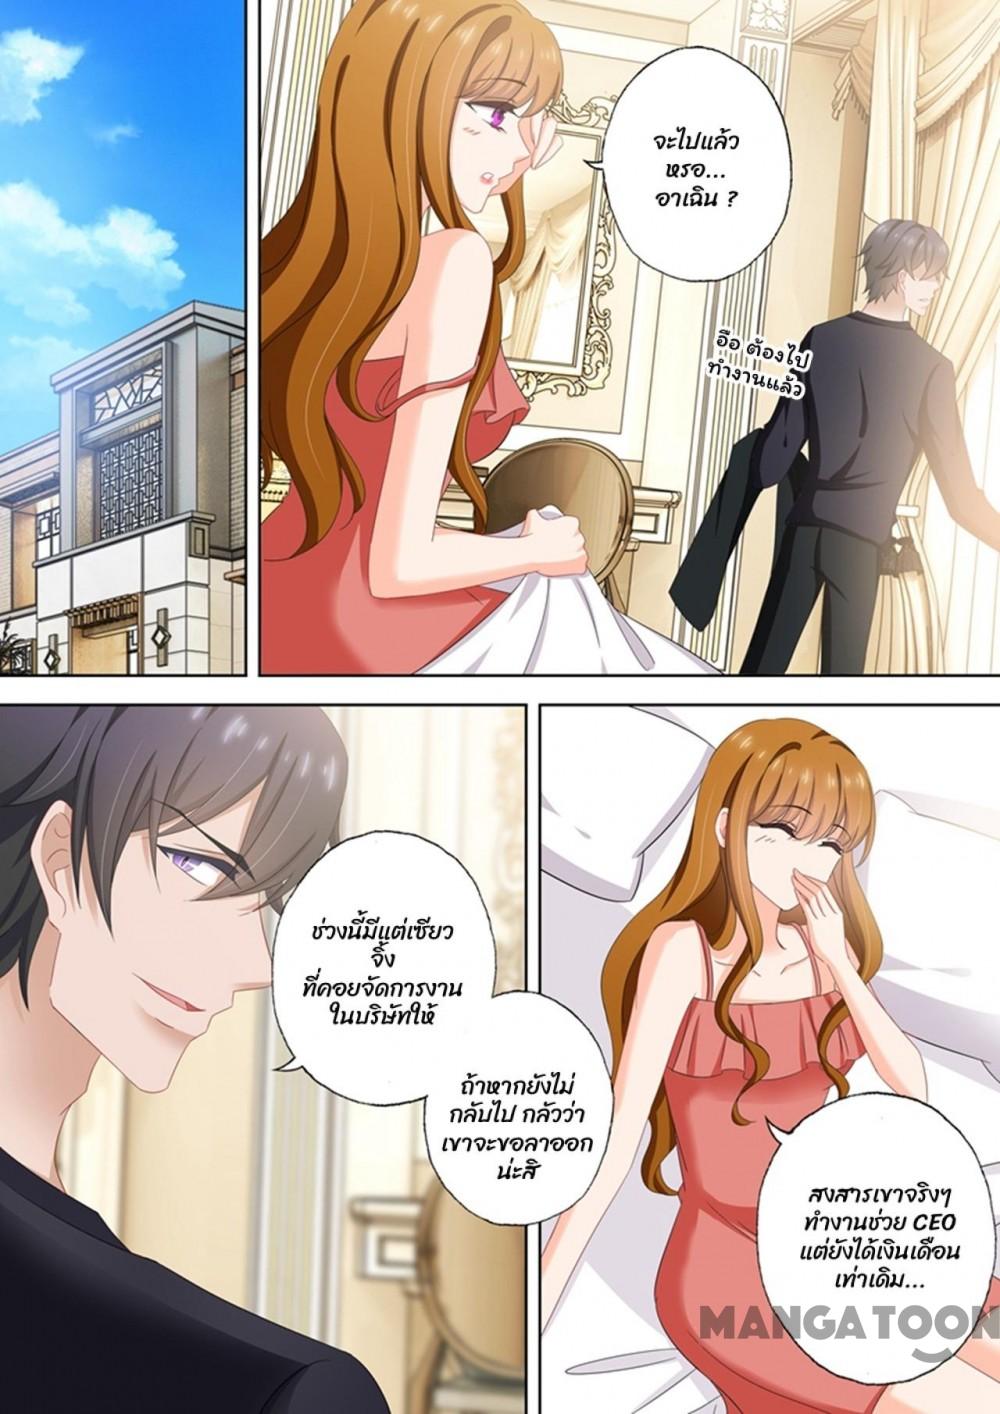 จะไปแล้ว
หรอ...
อาเฉิน ?
อือ ต้องไป
ทำงานแล้ว
ช่วงนี้มีแต่เซียว
จิ้ง
ที่คอยจัดการงาน
ในบริษัทให้
ถ้าหากยังไม่
กลับไป กลัวว่า
เขาจะขอลาออก
น่ะสิ
สงสารเขาจริงๆ
ทำงานช่วย CEO
แต่ยังได้เงินเดือน
เท่าเดิม...
MANGATOON